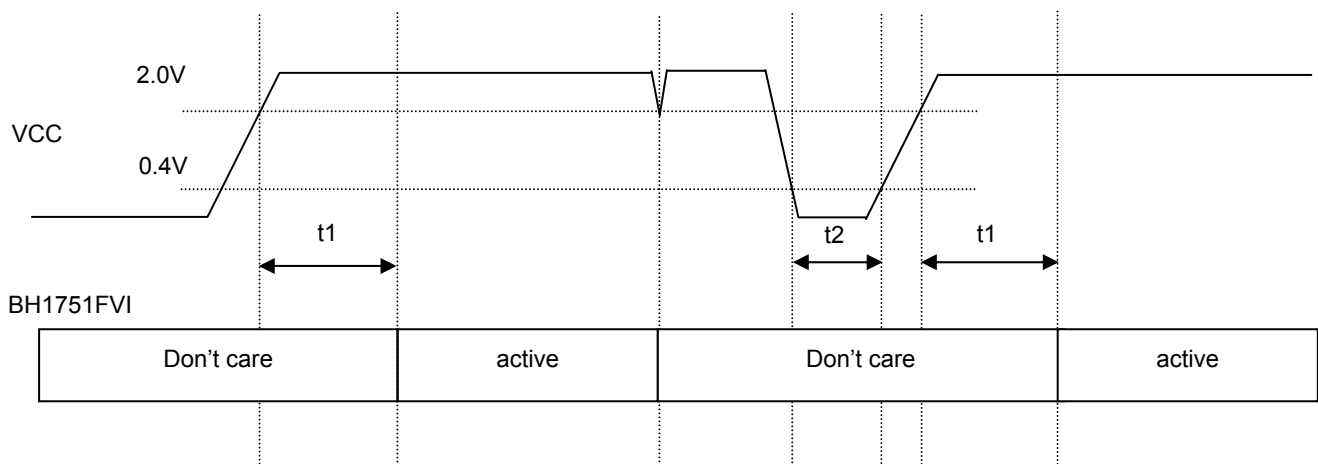 2.0V
VCC
0.4V
t1
t2
t1
BH1751FVI
Don’t care
active
Don’t care
active